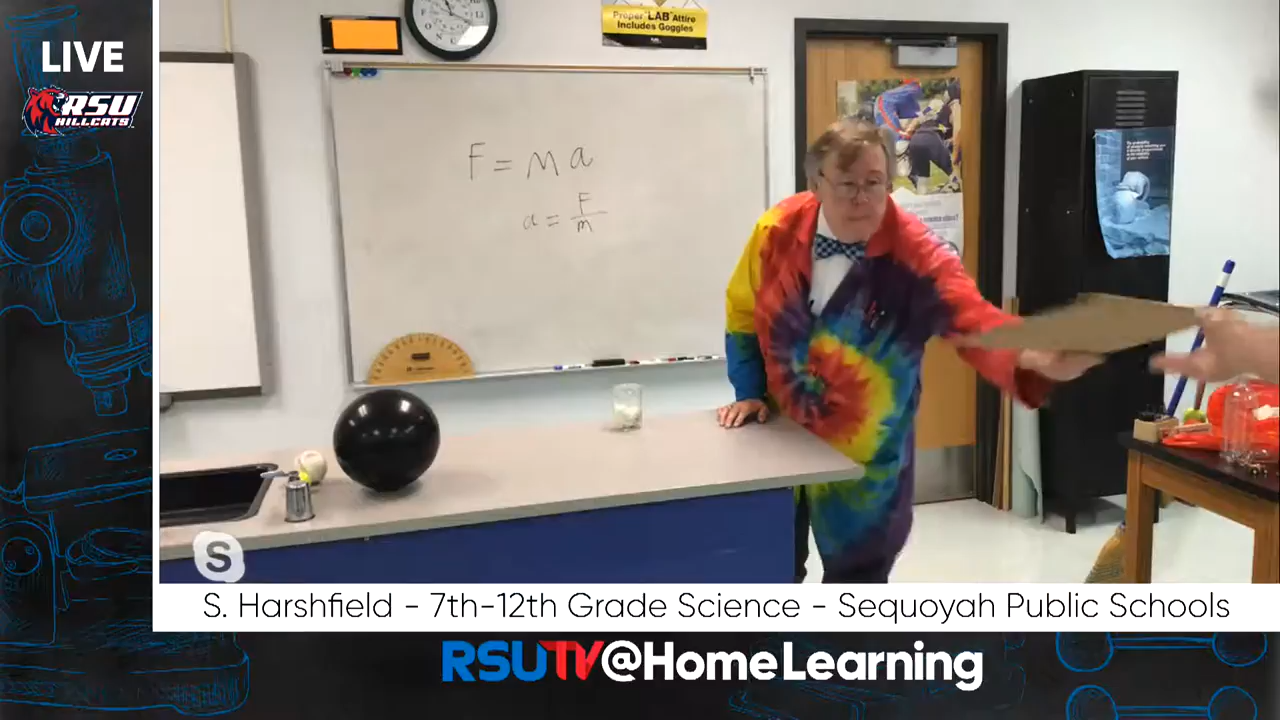 LIVE
RSU
HILLCATS
Proper "LAB" Attire
Includes Goggles
F = Ma
a = F/m
S
S. Harshfield - 7th-12th Grade Science - Sequoyah Public Schools
RSUTV@HomeLearning